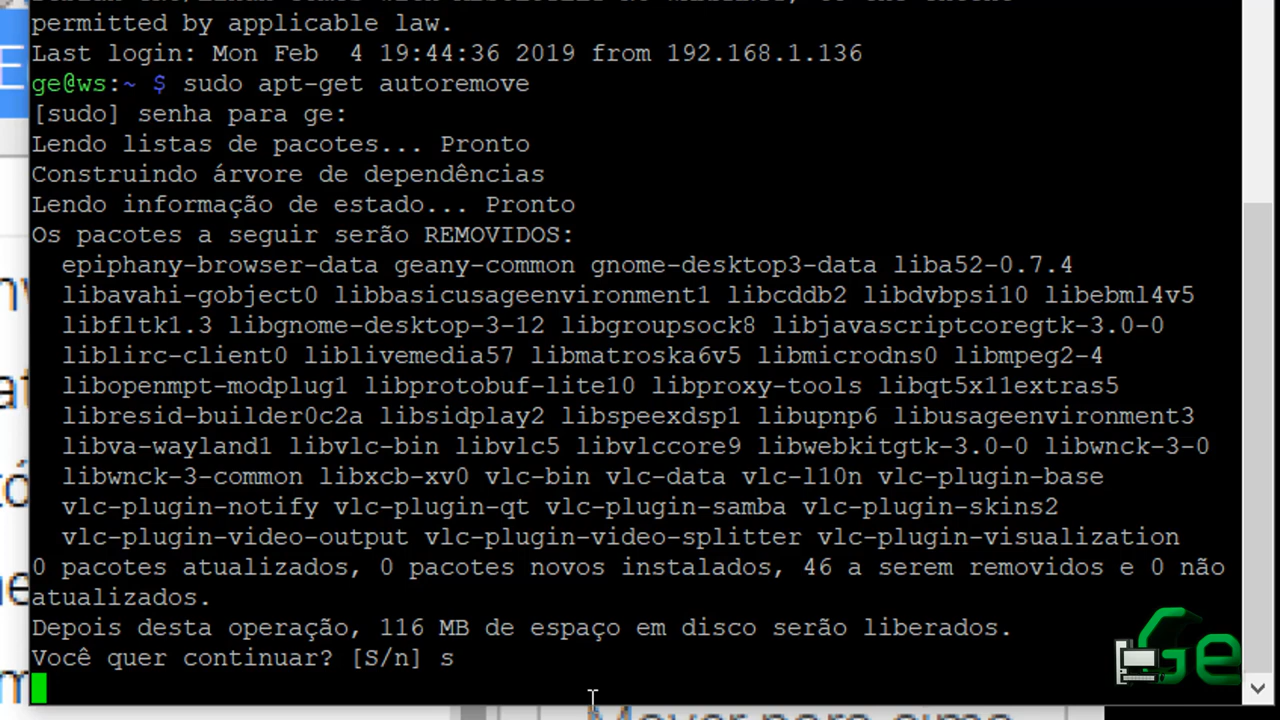 permitted by applicable law.
Last login: Mon Feb  4 19:44:36 2019 from 192.168.1.136
ge@ws:~ $ sudo apt-get autoremove
[sudo] senha para ge:
Lendo listas de pacotes... Pronto
Construindo árvore de dependências
Lendo informação de estado... Pronto
Os pacotes a seguir serão REMOVIDOS:
  epiphany-browser-data geany-common gnome-desktop3-data liba52-0.7.4
  libavahi-gobject0 libbasicusageenvironment1 libcddb2 libdvbpsi10 libebml4v5
  libfltk1.3 libgnome-desktop-3-12 libgroupsock8 libjavascriptcoregtk-3.0-0
  liblirc-client0 liblivemedia57 libmatroska6v5 libmicrodns0 libmpeg2-4
  libopenmpt-modplug1 libprotobuf-lite10 libproxy-tools libqt5x11extras5
  libresid-builder0c2a libsidplay2 libspeexdsp1 libupnp6 libusageenvironment3
  libva-wayland1 libvlc-bin libvlc5 libvlccore9 libwebkitgtk-3.0-0 libwnck-3-0
  libwnck-3-common libxcb-xv0 vlc-bin vlc-data vlc-l10n vlc-plugin-base
  vlc-plugin-notify vlc-plugin-qt vlc-plugin-samba vlc-plugin-skins2
  vlc-plugin-video-output vlc-plugin-video-splitter vlc-plugin-visualization
0 pacotes atualizados, 0 pacotes novos instalados, 46 a serem removidos e 0 não
atualizados.
Depois desta operação, 116 MB de espaço em disco serão liberados.
Você quer continuar? [S/n] s
Ge